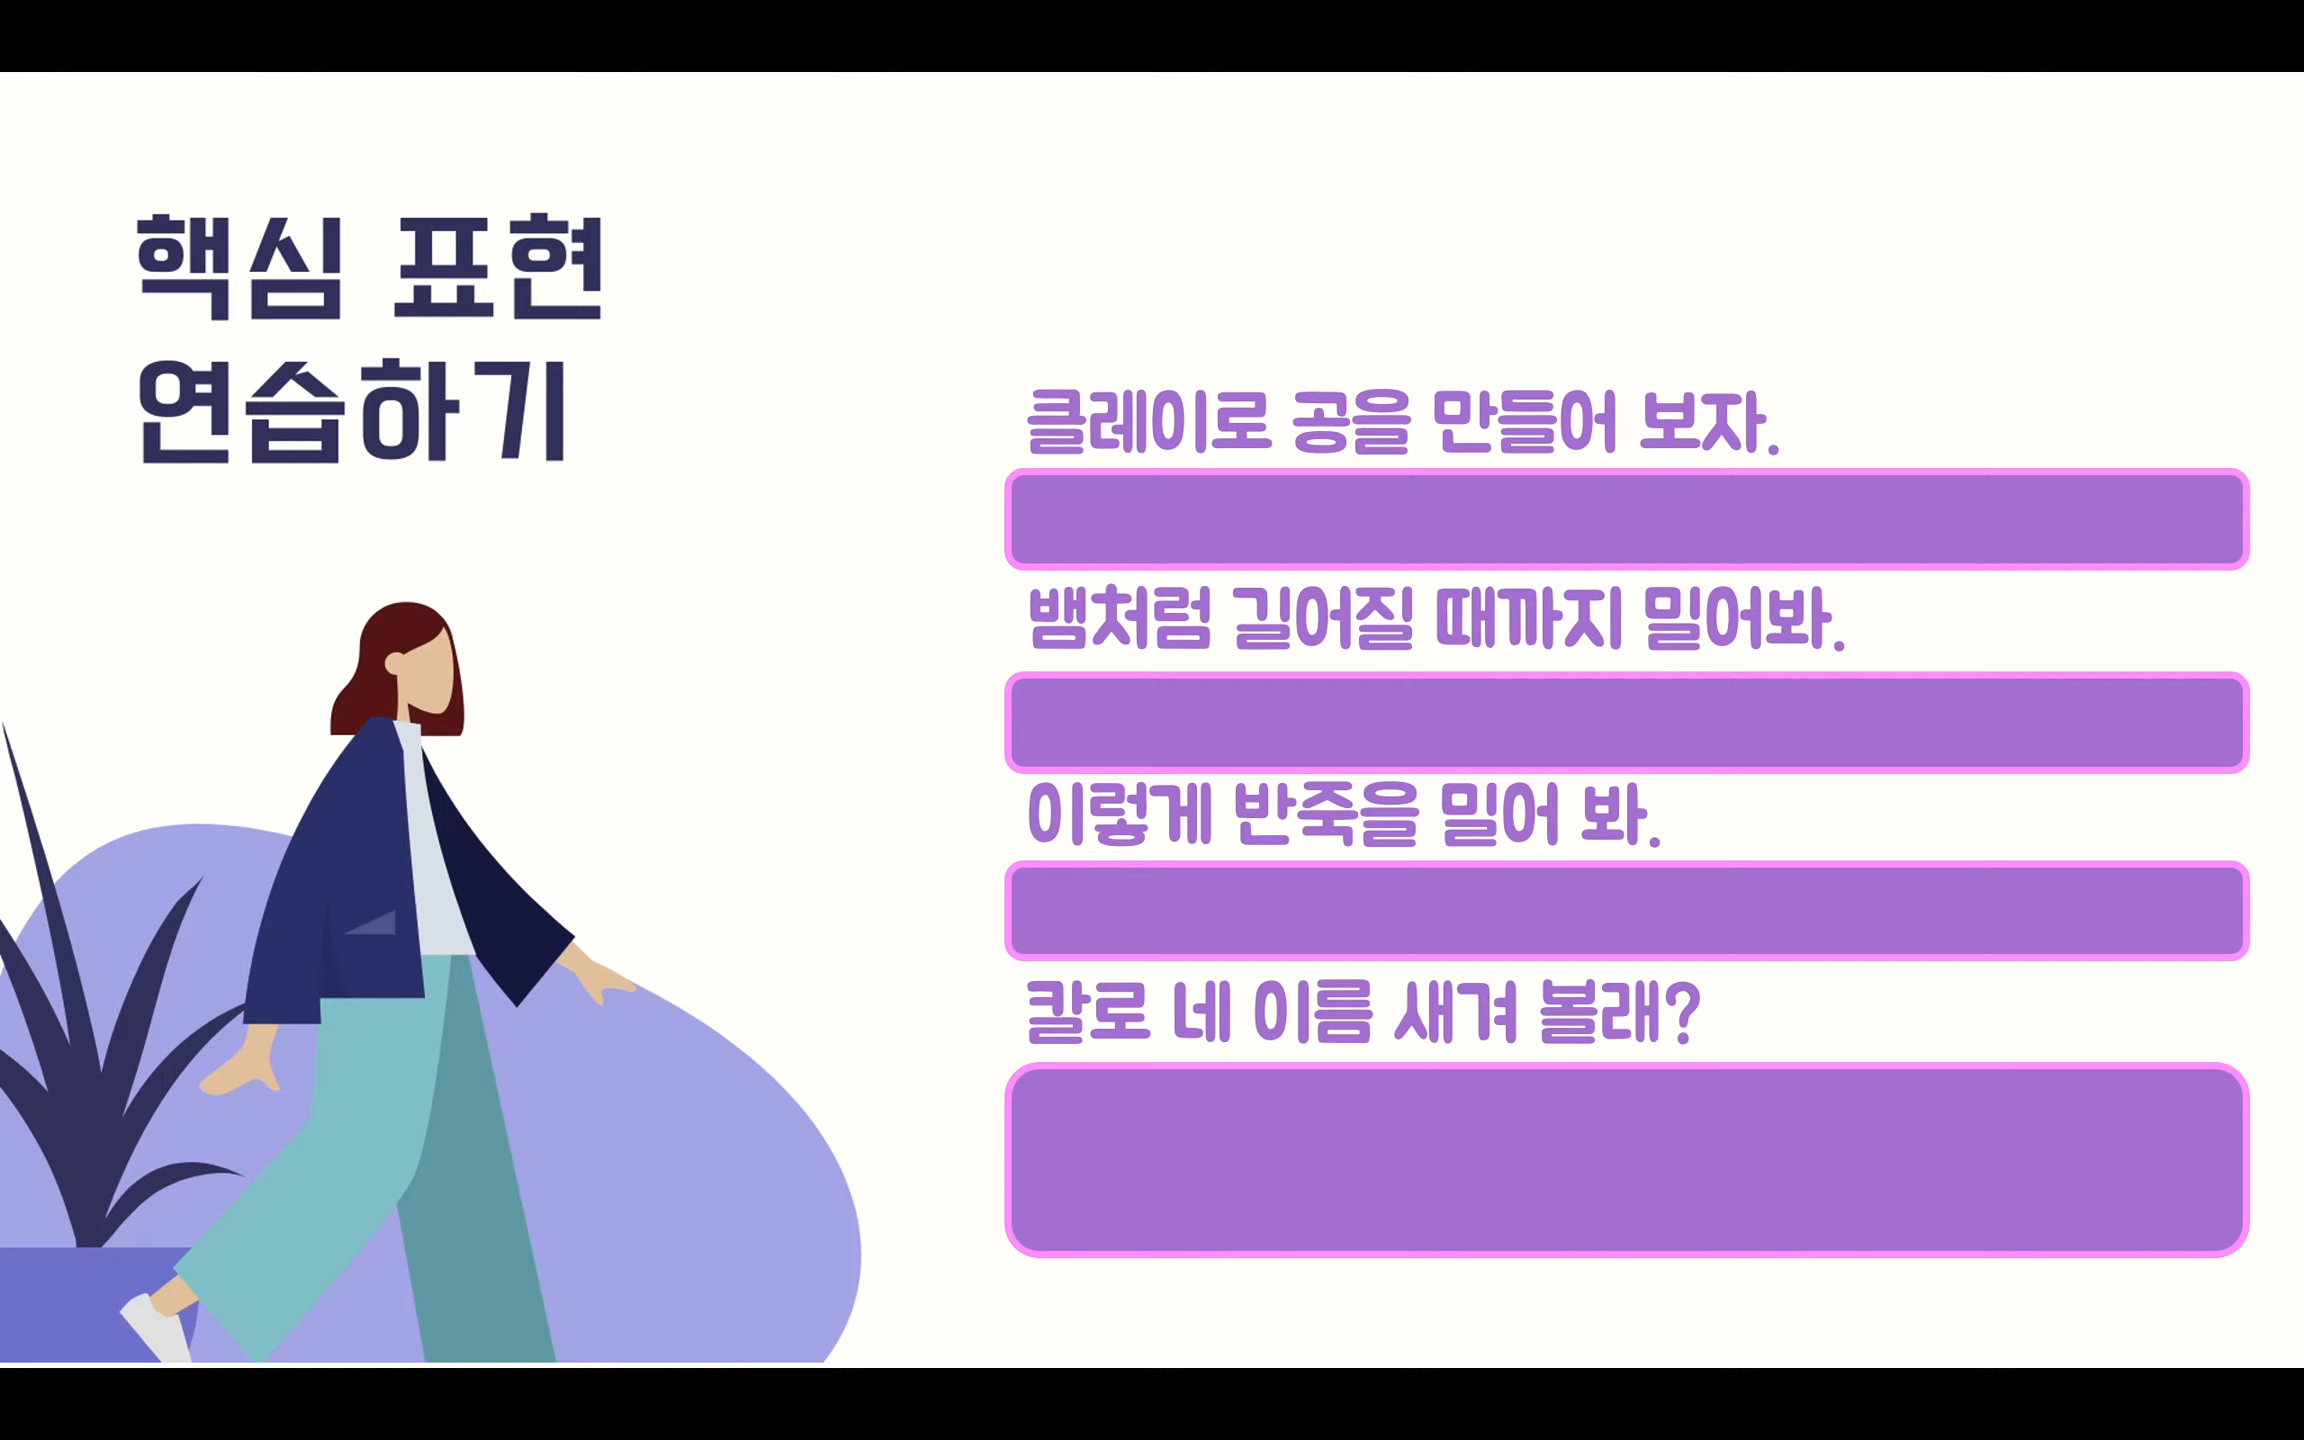 핵심 표현
연습하기
클레이로 공을 만들어 보자.
뱀처럼 길어질 때까지 밀어봐.
이렇게 반죽을 밀어 봐.
칼로 네 이름 새겨 볼래?